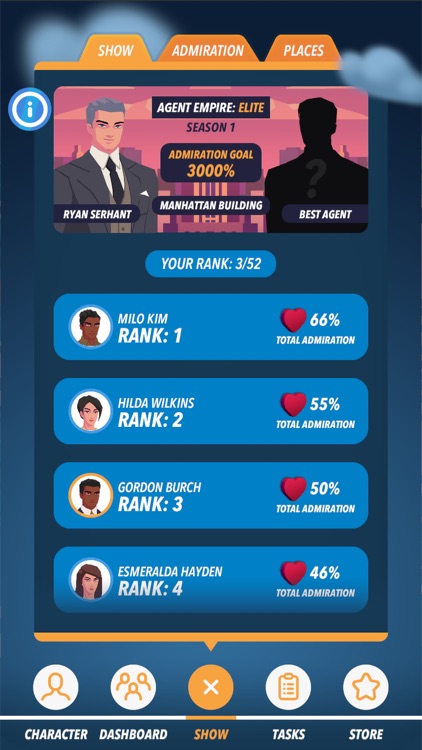 SHOW
ADMIRATION
PLACES
i
AGENT EMPIRE: ELITE
SEASON 1
ADMIRATION GOAL
3000%
?
MANHATTAN BUILDING
RYAN SERHANT
BEST AGENT
YOUR RANK: 3/52
MILO KIM
RANK: 1
66%
TOTAL ADMIRATION
HILDA WILKINS
RANK: 2
55%
TOTAL ADMIRATION
GORDON BURCH
RANK: 3
50%
TOTAL ADMIRATION
ESMERALDA HAYDEN
RANK: 4
46%
TOTAL ADMIRATION
CHARACTER
DASHBOARD
SHOW
TASKS
STORE